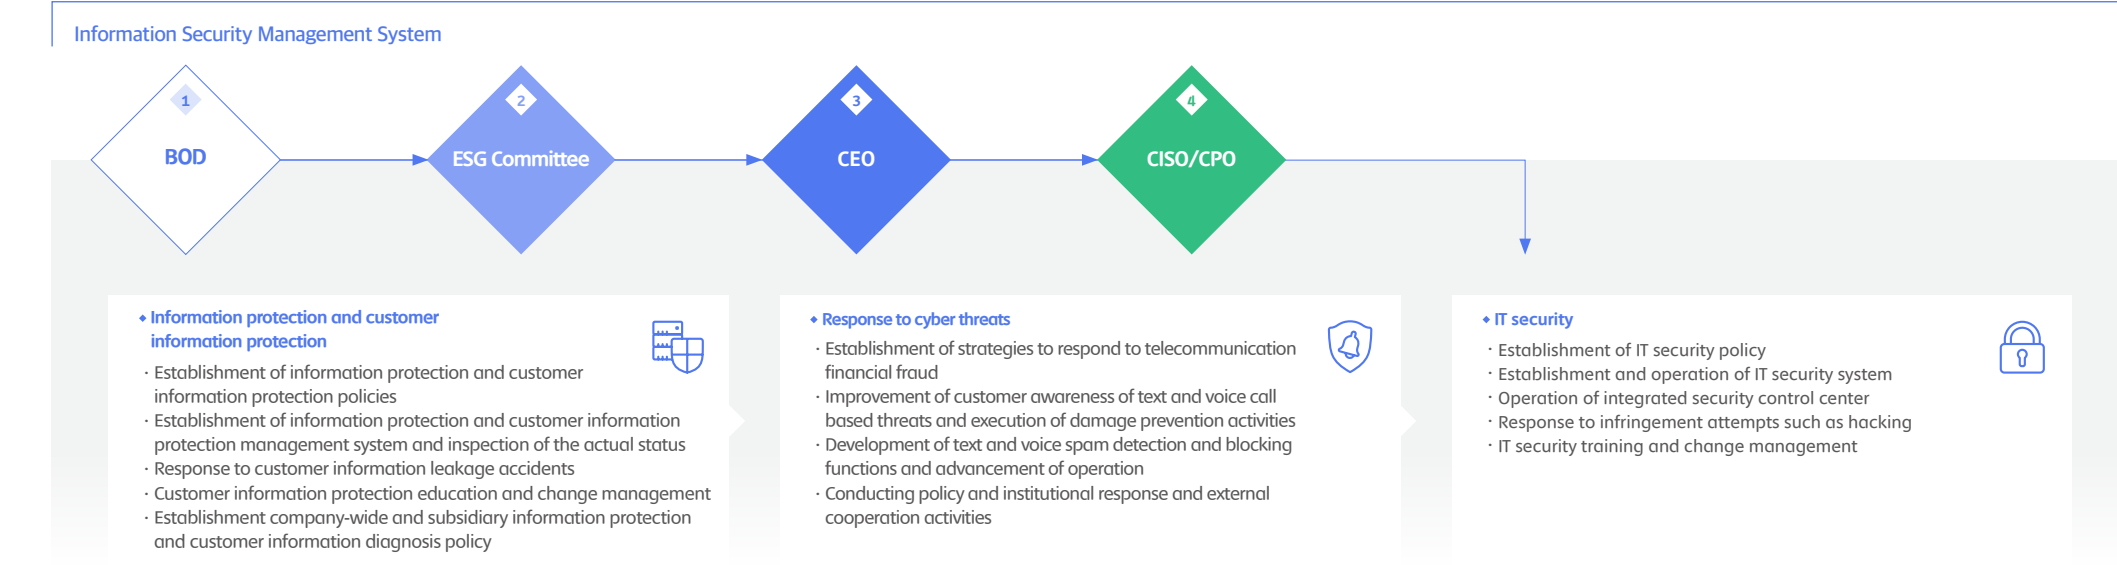 Information Security Management System
1
BOD
2
ESG Committee
3
CEO
4
CISO/CPO
Information protection and customer
information protection
· Establishment of information protection and customer
information protection policies
· Establishment of information protection and customer information
protection management system and inspection of the actual status
· Response to customer information leakage accidents
· Customer information protection education and change management
· Establishment company-wide and subsidiary information protection
and customer information diagnosis policy
Response to cyber threats
· Establishment of strategies to respond to telecommunication
financial fraud
· Improvement of customer awareness of text and voice call
based threats and execution of damage prevention activities
· Development of text and voice spam detection and blocking
functions and advancement of operation
· Conducting policy and institutional response and external
cooperation activities
IT security
· Establishment of IT security policy
· Establishment and operation of IT security system
· Operation of integrated security control center
· Response to infringement attempts such as hacking
· IT security training and change management